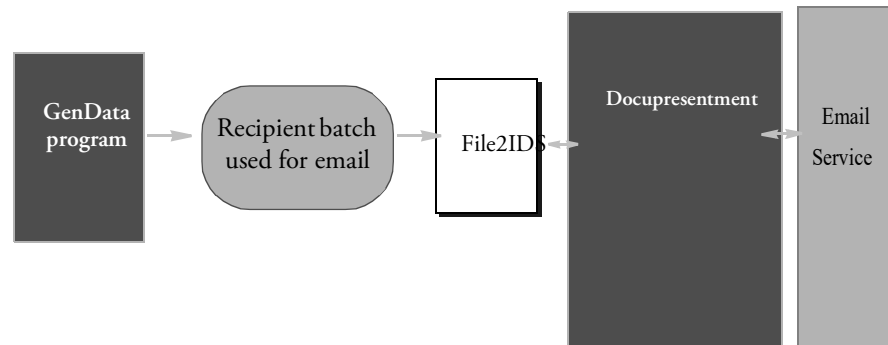 GenData
program
Recipient batch
used for email
File2IDS
Docupresentment
Email
Service